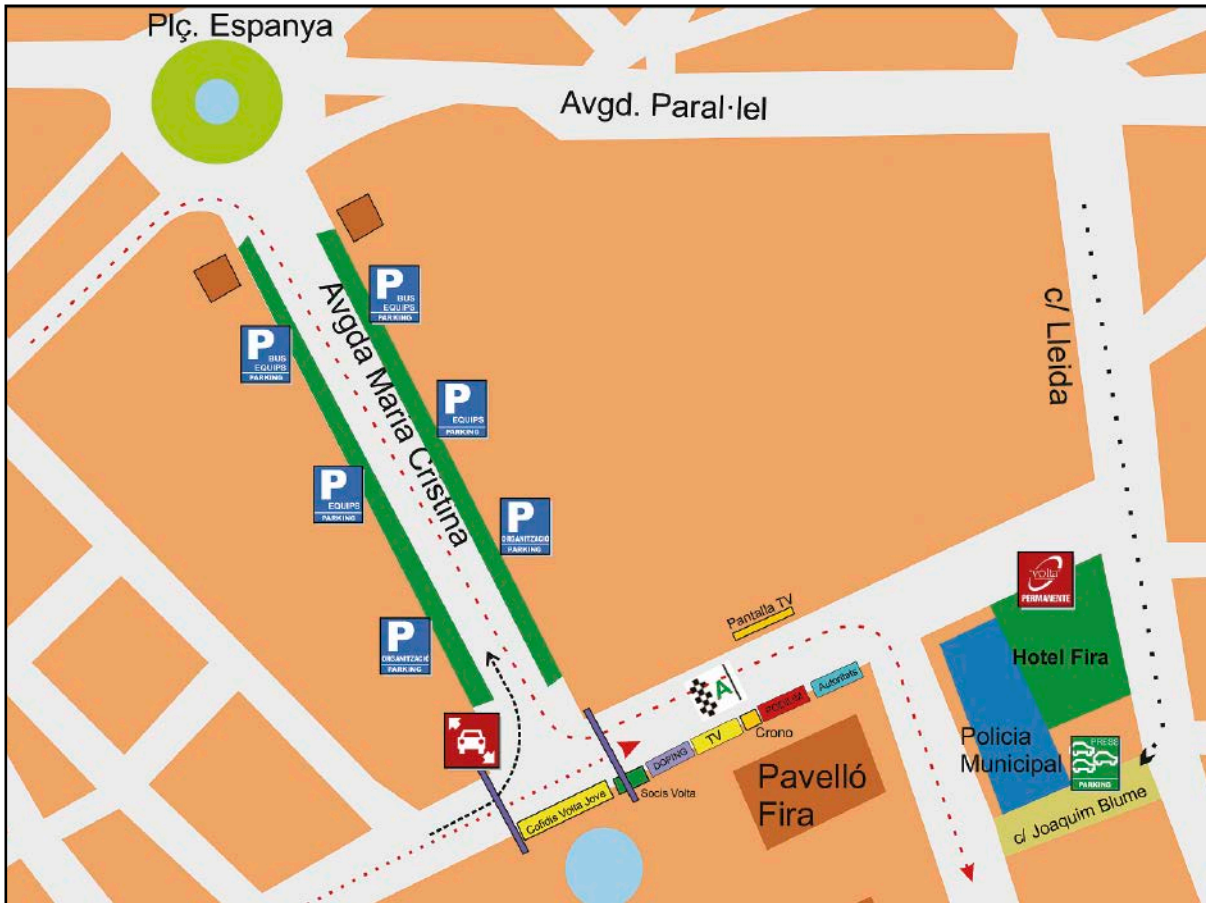 Plç. Espanya
Avgd. Paral·lel
P
BUS
EQUIPS
PARKING
P
BUS
EQUIPS
PARKING
Avgda Maria Cristina
c/ Lleida
P
EQUIPS
PARKING
P
EQUIPS
PARKING
P
ORGANITZACIÓ
PARKING
P
ORGANITZACIÓ
PARKING
volta
PERMANENTE
Pantalla TV
Hotel Fira
A
Autoritats
PODIUM
Crono
TV
DOPING
Socis Volta
Cofidis Volta Jove
Pavelló
Fira
Policia
Municipal
PRESS
PARKING
c/ Joaquim Blume